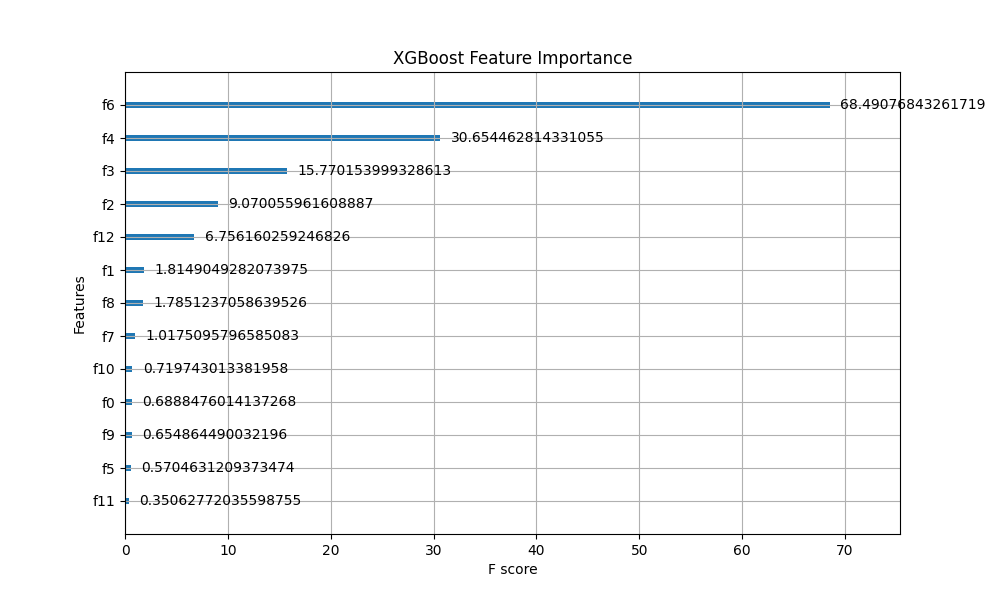 XGBoost Feature Importance
f6 68.49076843261719
f4 30.654462814331055
f3 15.770153999328613
f2 9.070055961608887
f12 6.756160259246826
f1 1.8149049282073975
f8 1.7851237058639526
f7 1.0175095796585083
f10 0.719743013381958
f0 0.6888476014137268
f9 0.654864490032196
f5 0.5704631209373474
f11 0.35062772035598755
Features
0 10 20 30 40 50 60 70
F score